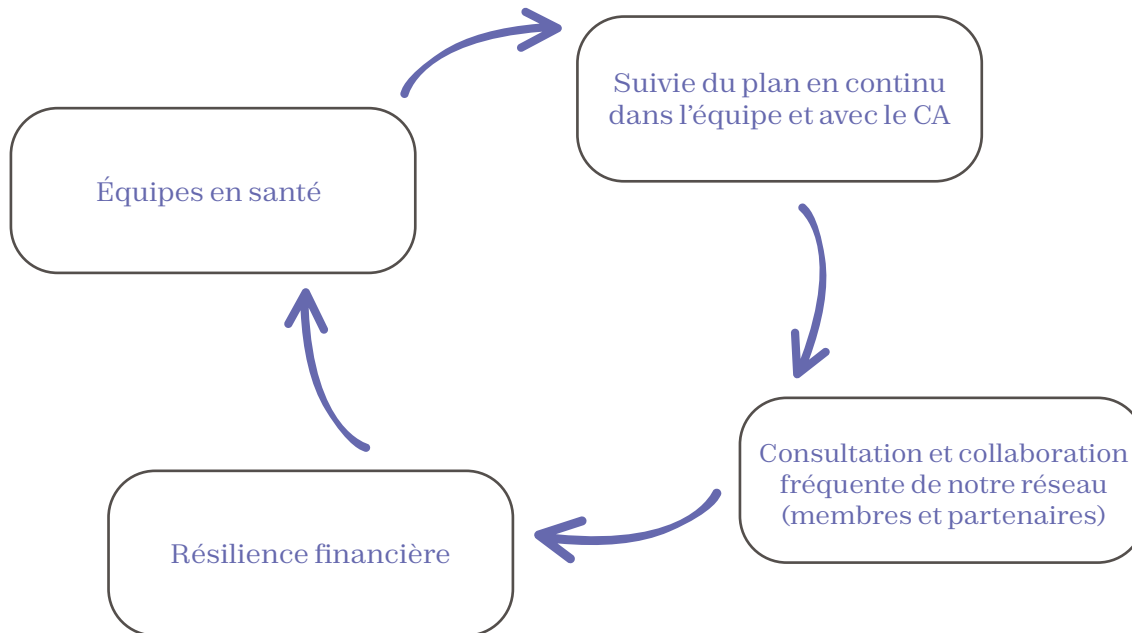 Suivie du plan en continu
dans l'équipe et avec le CA
Équipes en santé
Consultation et collaboration
fréquente de notre réseau
(membres et partenaires)
Résilience financière